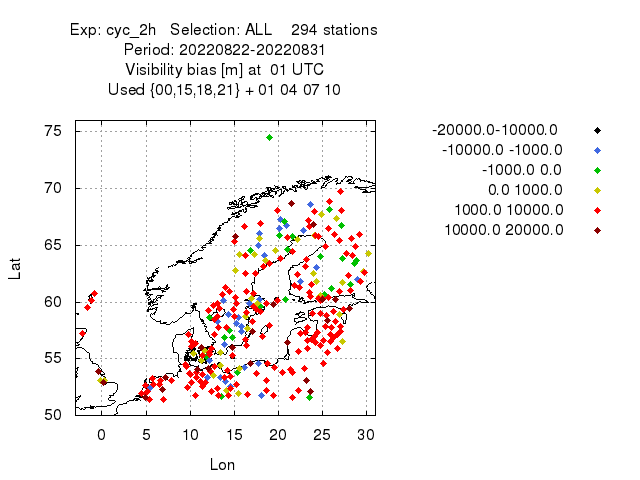 Exp: cyc_2h   Selection: ALL    294 stations
Period: 20220822-20220831
Visibility bias [m] at  01 UTC
Used {00,15,18,21} + 01 04 07 10
-20000.0-10000.0
-10000.0 -1000.0
-1000.0 0.0
0.0 1000.0
1000.0 10000.0
10000.0 20000.0
75
70
65
60
55
50
Lat
0 5 10 15 20 25 30
Lon